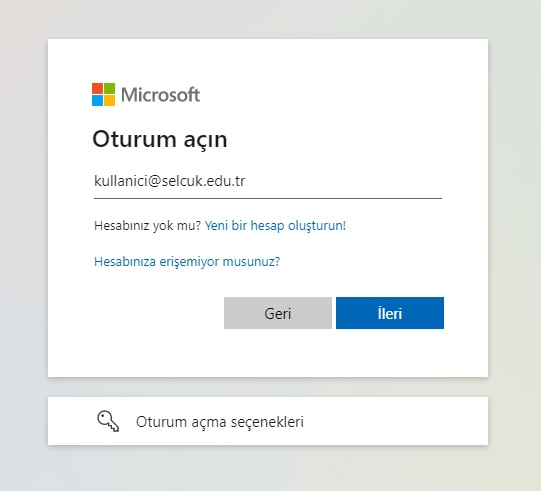 Microsoft
Oturum açın
kullanici@selcuk.edu.tr
Hesabınız yok mu? Yeni bir hesap oluşturun!
Hesabınıza erişemiyor musunuz?
Geri İleri
Oturum açma seçenekleri